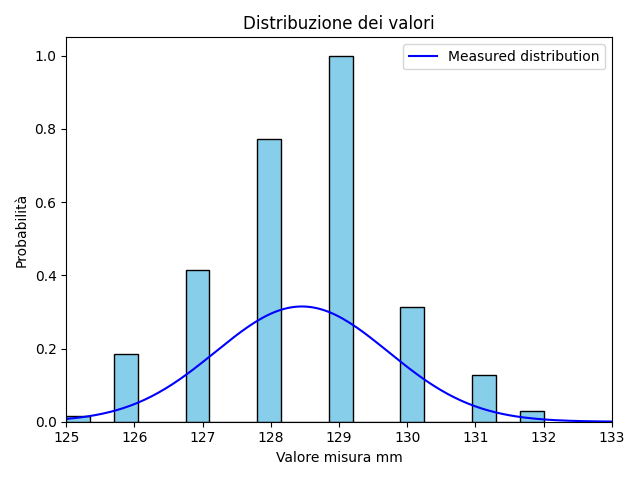 Distribuzione dei valori
Measured distribution
Probabilità
1.0
0.8
0.6
0.4
0.2
0.0
125 126 127 128 129 130 131 132 133
Valore misura mm